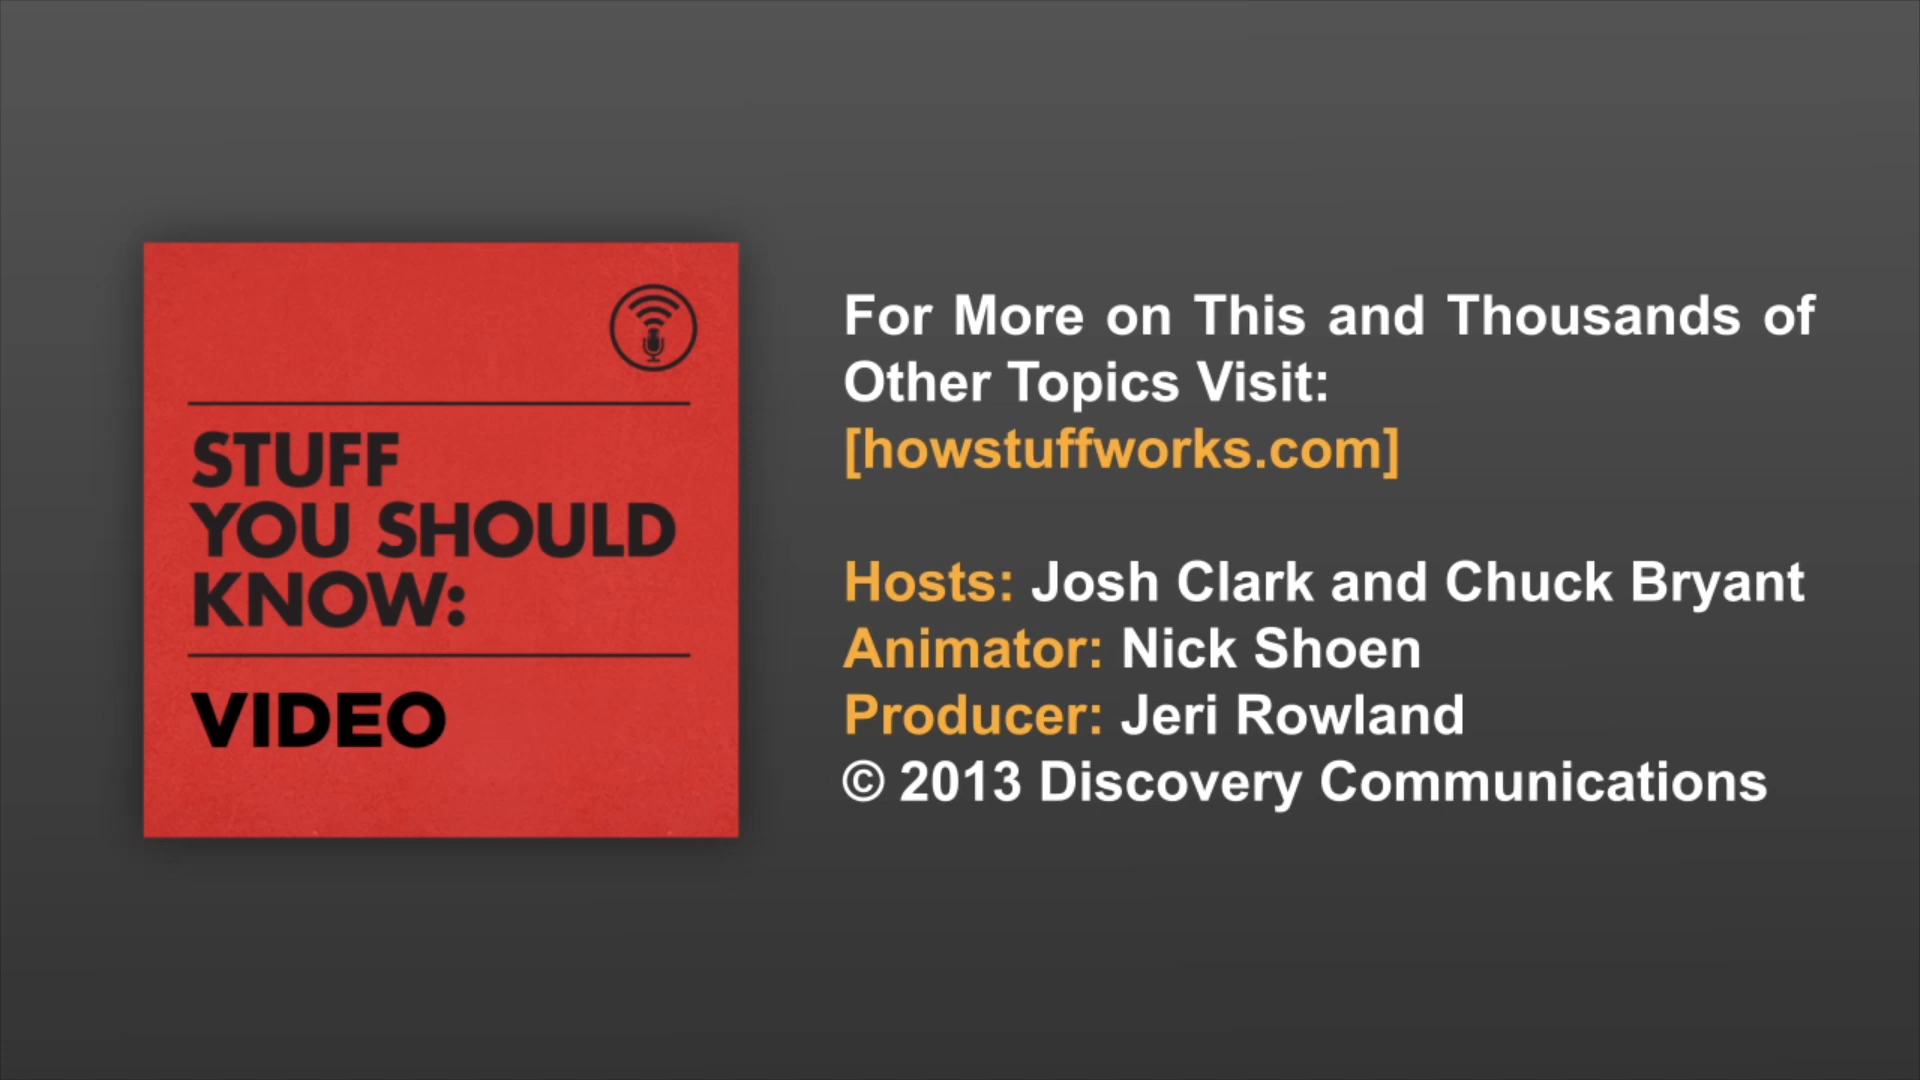 STUFF
YOU SHOULD
KNOW:
VIDEO
For More on This and Thousands of
Other Topics Visit:
[howstuffworks.com]
Hosts: Josh Clark and Chuck Bryant
Animator: Nick Shoen
Producer: Jeri Rowland
© 2013 Discovery Communications